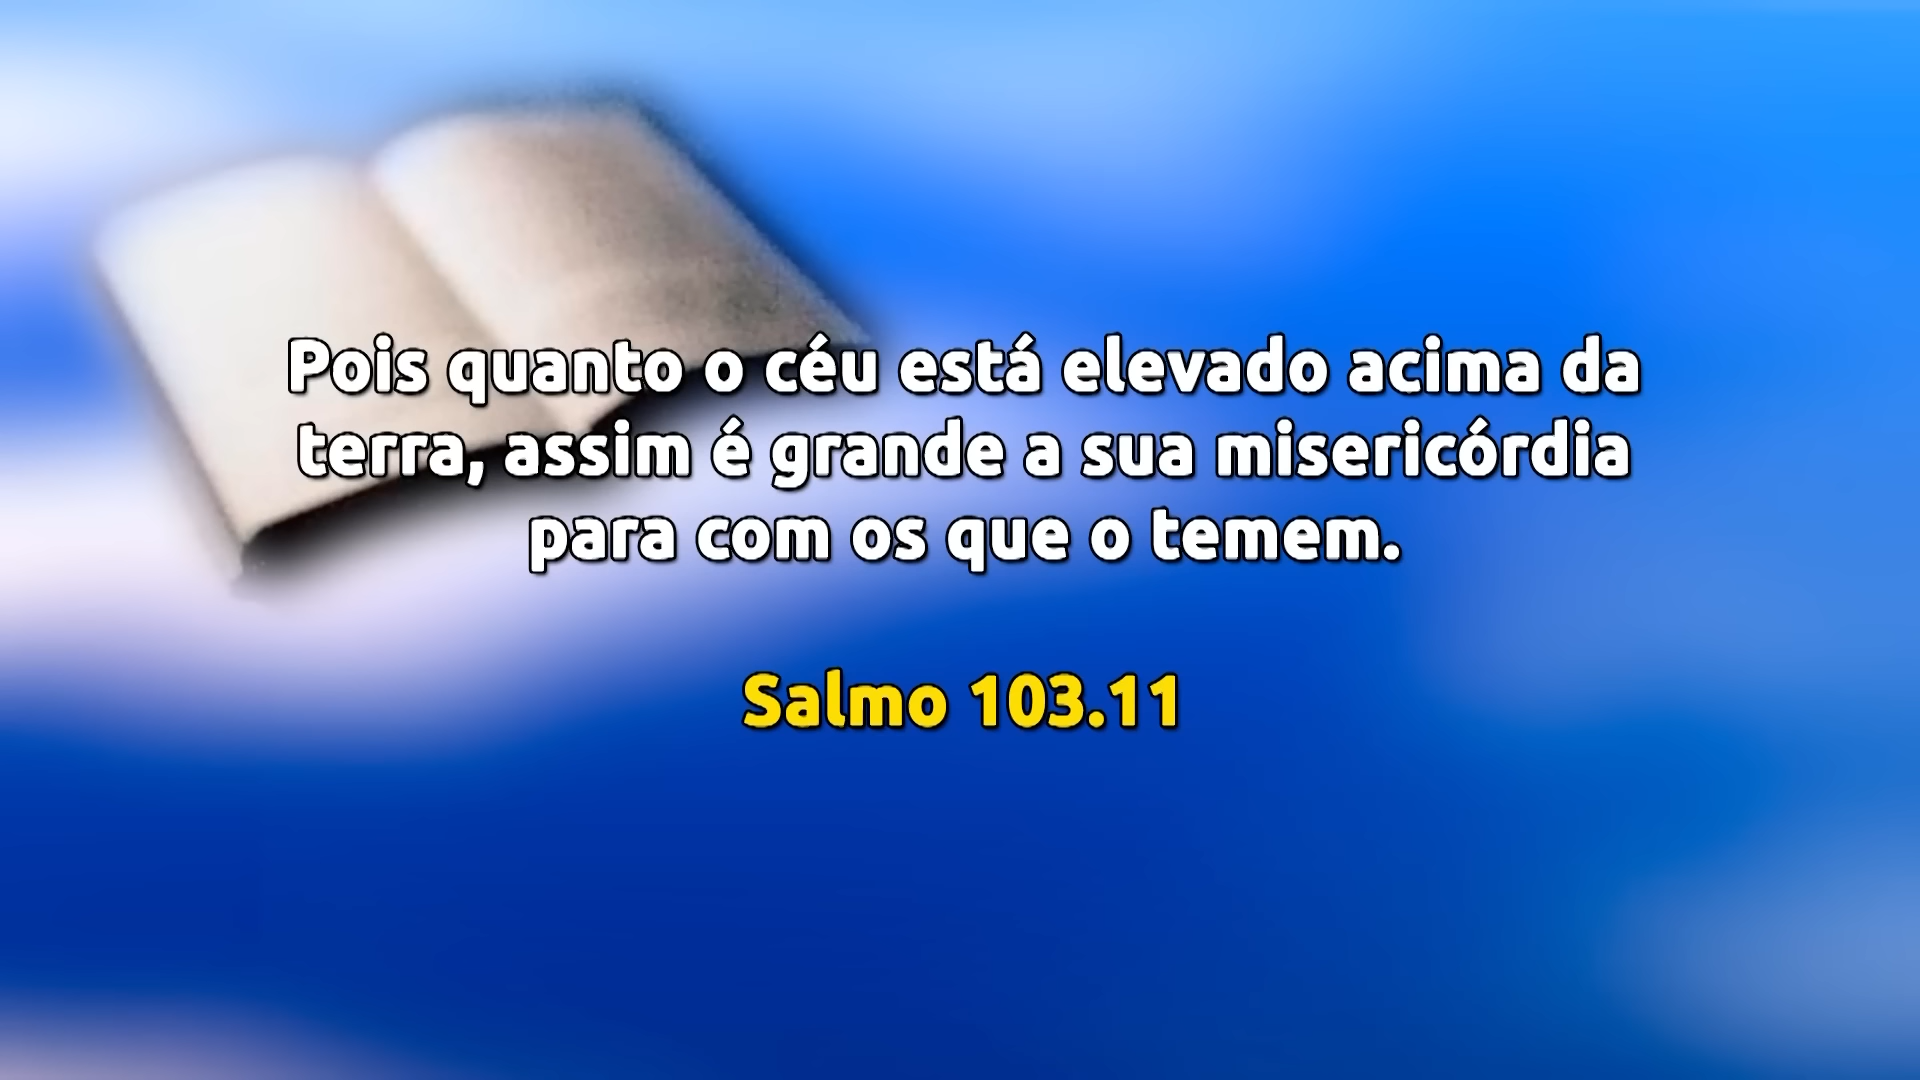 Pois quanto o céu está elevado acima da
terra, assim é grande a sua misericórdia
para com os que o temem.
Salmo 103.11